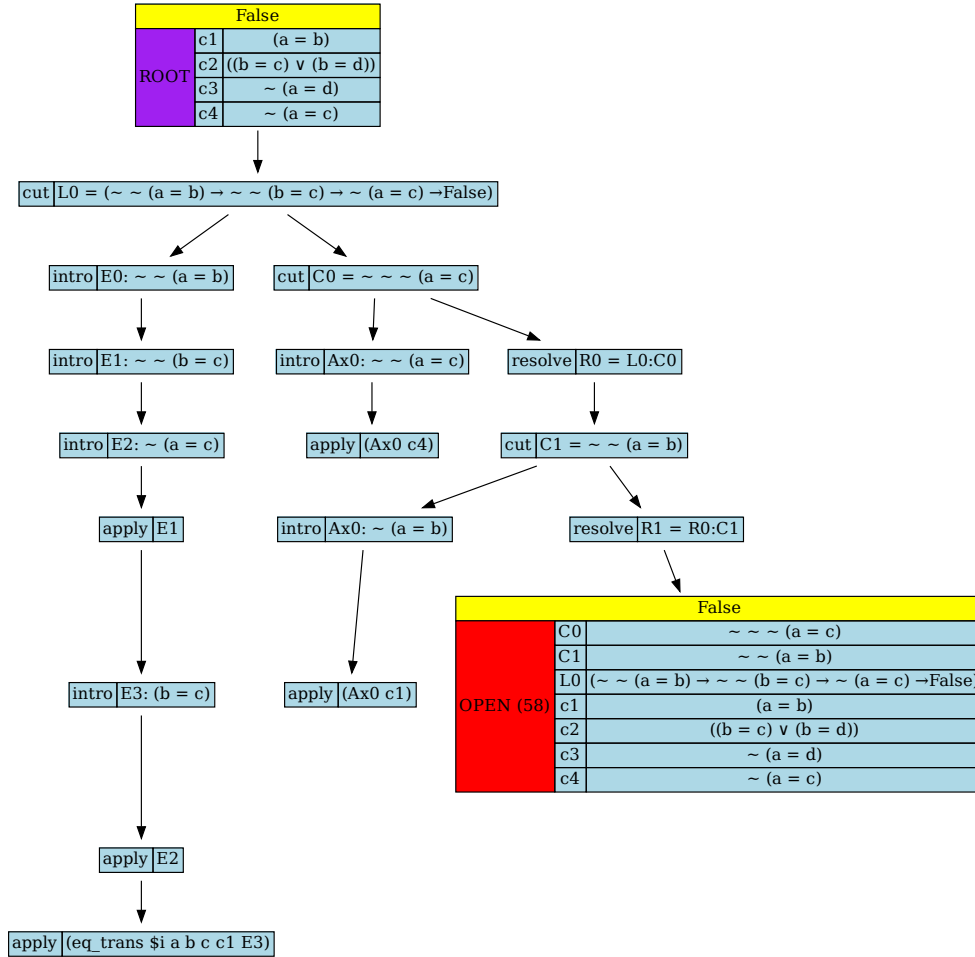 False
ROOT
c1 (a = b)
c2 ((b = c) ∨ (b = d))
c3 ~ (a = d)
c4 ~ (a = c)
cut L0 = (~ ~ (a = b) → ~ ~ (b = c) → ~ (a = c) →False)
intro E0: ~ ~ (a = b)
cut C0 = ~ ~ ~ (a = c)
intro E1: ~ ~ (b = c)
intro Ax0: ~ ~ (a = c)
resolve R0 = L0:C0
intro E2: ~ (a = c)
apply (Ax0 c4)
cut C1 = ~ ~ (a = b)
apply E1
intro Ax0: ~ (a = b)
resolve R1 = R0:C1
False
OPEN (58)
C0 ~ ~ ~ (a = c)
C1 ~ ~ (a = b)
L0 (~ ~ (a = b) → ~ ~ (b = c) → ~ (a = c) →False)
c1 (a = b)
c2 ((b = c) ∨ (b = d))
c3 ~ (a = d)
c4 ~ (a = c)
intro E3: (b = c)
apply (Ax0 c1)
apply E2
apply (eq_trans $i a b c c1 E3)